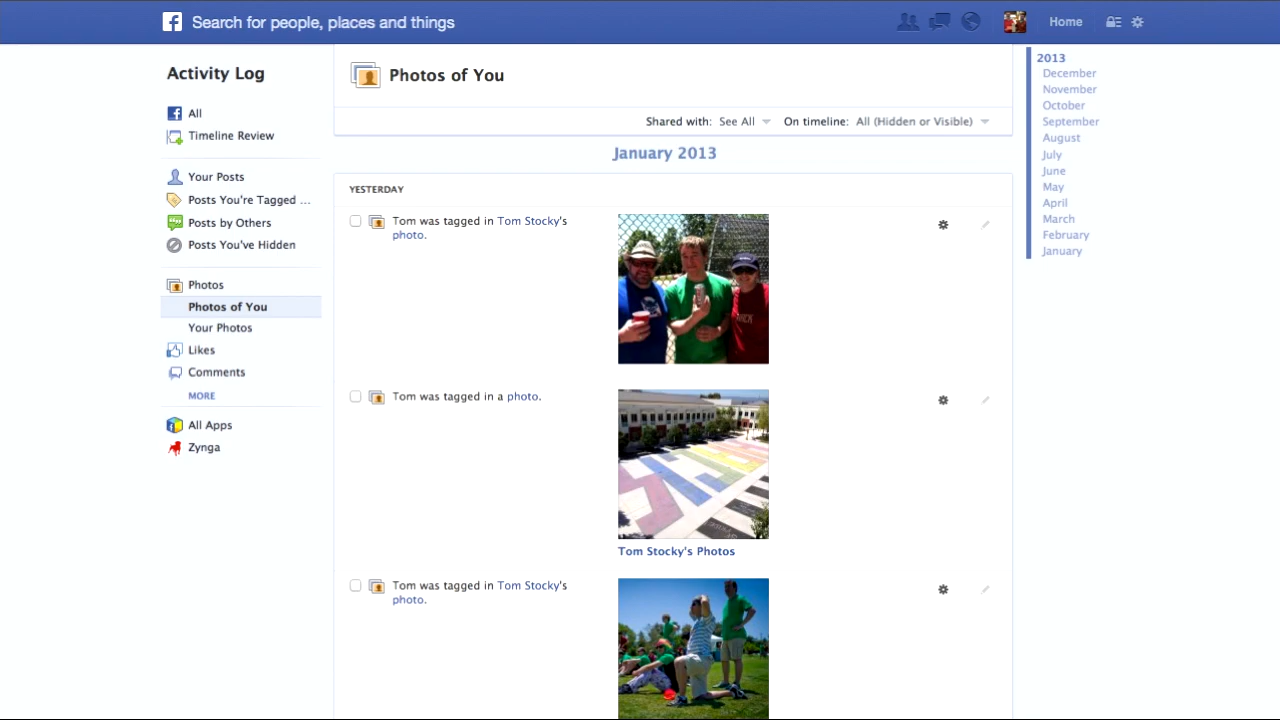 Search for people, places and things
Home
Activity Log
All
Timeline Review
Your Posts
Posts You're Tagged ...
Posts by Others
Posts You've Hidden
Photos
Photos of You
Your Photos
Likes
Comments
MORE
All Apps
Zynga
Photos of You
Shared with: See All
On timeline: All (Hidden or Visible)
January 2013
YESTERDAY
Tom was tagged in Tom Stocky's
photo.
Tom was tagged in a photo.
Tom Stocky's Photos
Tom was tagged in Tom Stocky's
photo.
2013
December
November
October
September
August
July
June
May
April
March
February
January